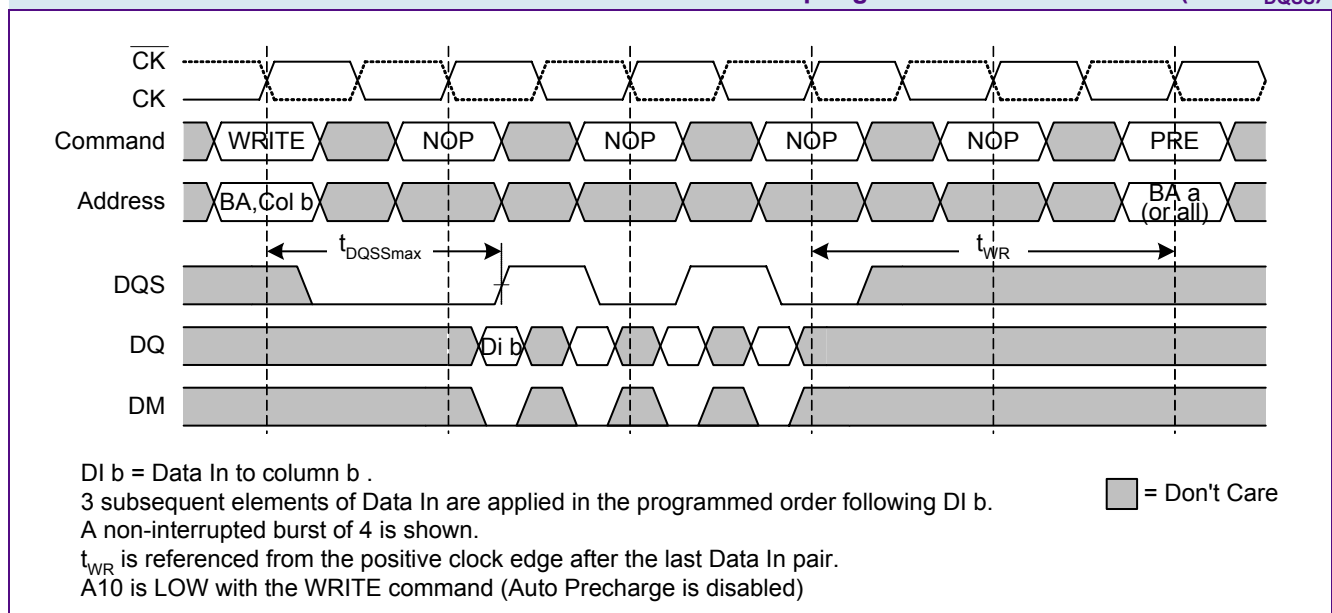 CK
CK
Command WRITE NOP NOP NOP NOP PRE
Address BA,Col b BA a
(or all)
tDQSSmax tWR
DQS
DQ Di b
DM
DI b = Data In to column b .
3 subsequent elements of Data In are applied in the programmed order following DI b.
= Don't Care
A non-interrupted burst of 4 is shown.
tWR is referenced from the positive clock edge after the last Data In pair.
A10 is LOW with the WRITE command (Auto Precharge is disabled)